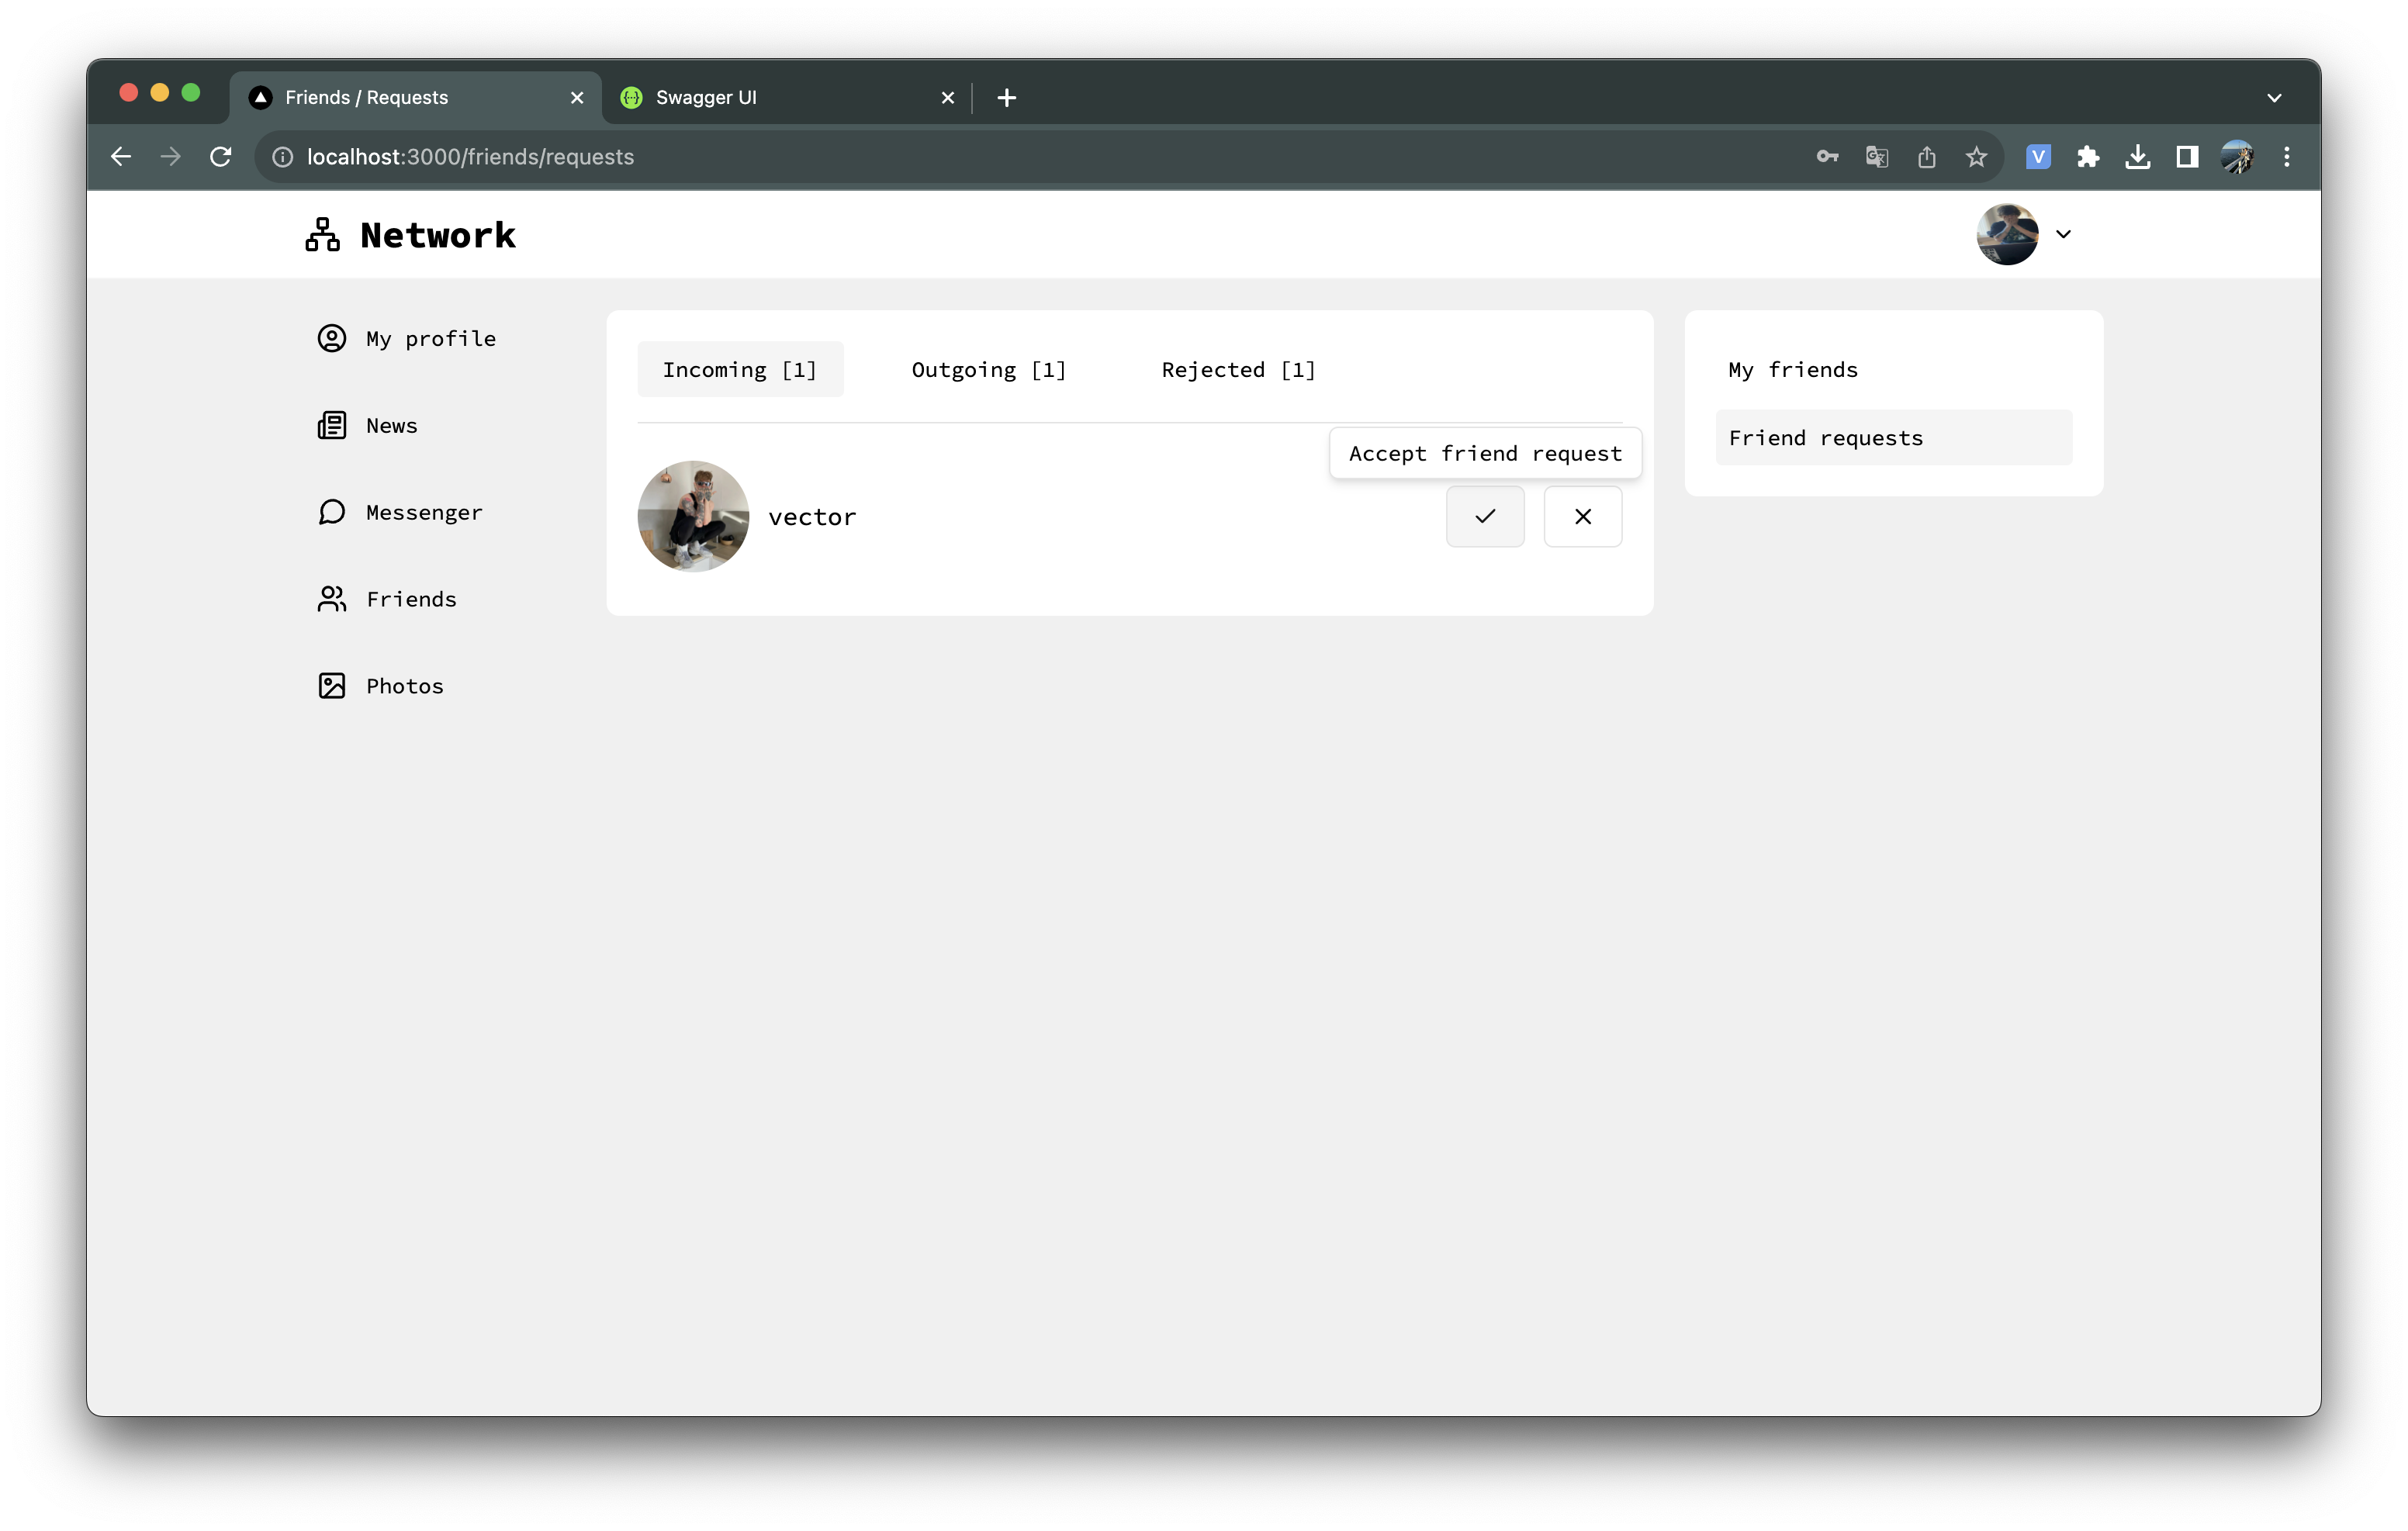 Friends / Requests
Swagger UI
localhost:3000/friends/requests
V
Network
My profile
News
Messenger
Friends
Photos
Incoming [1]
Outgoing [1]
Rejected [1]
Accept friend request
vector
My friends
Friend requests